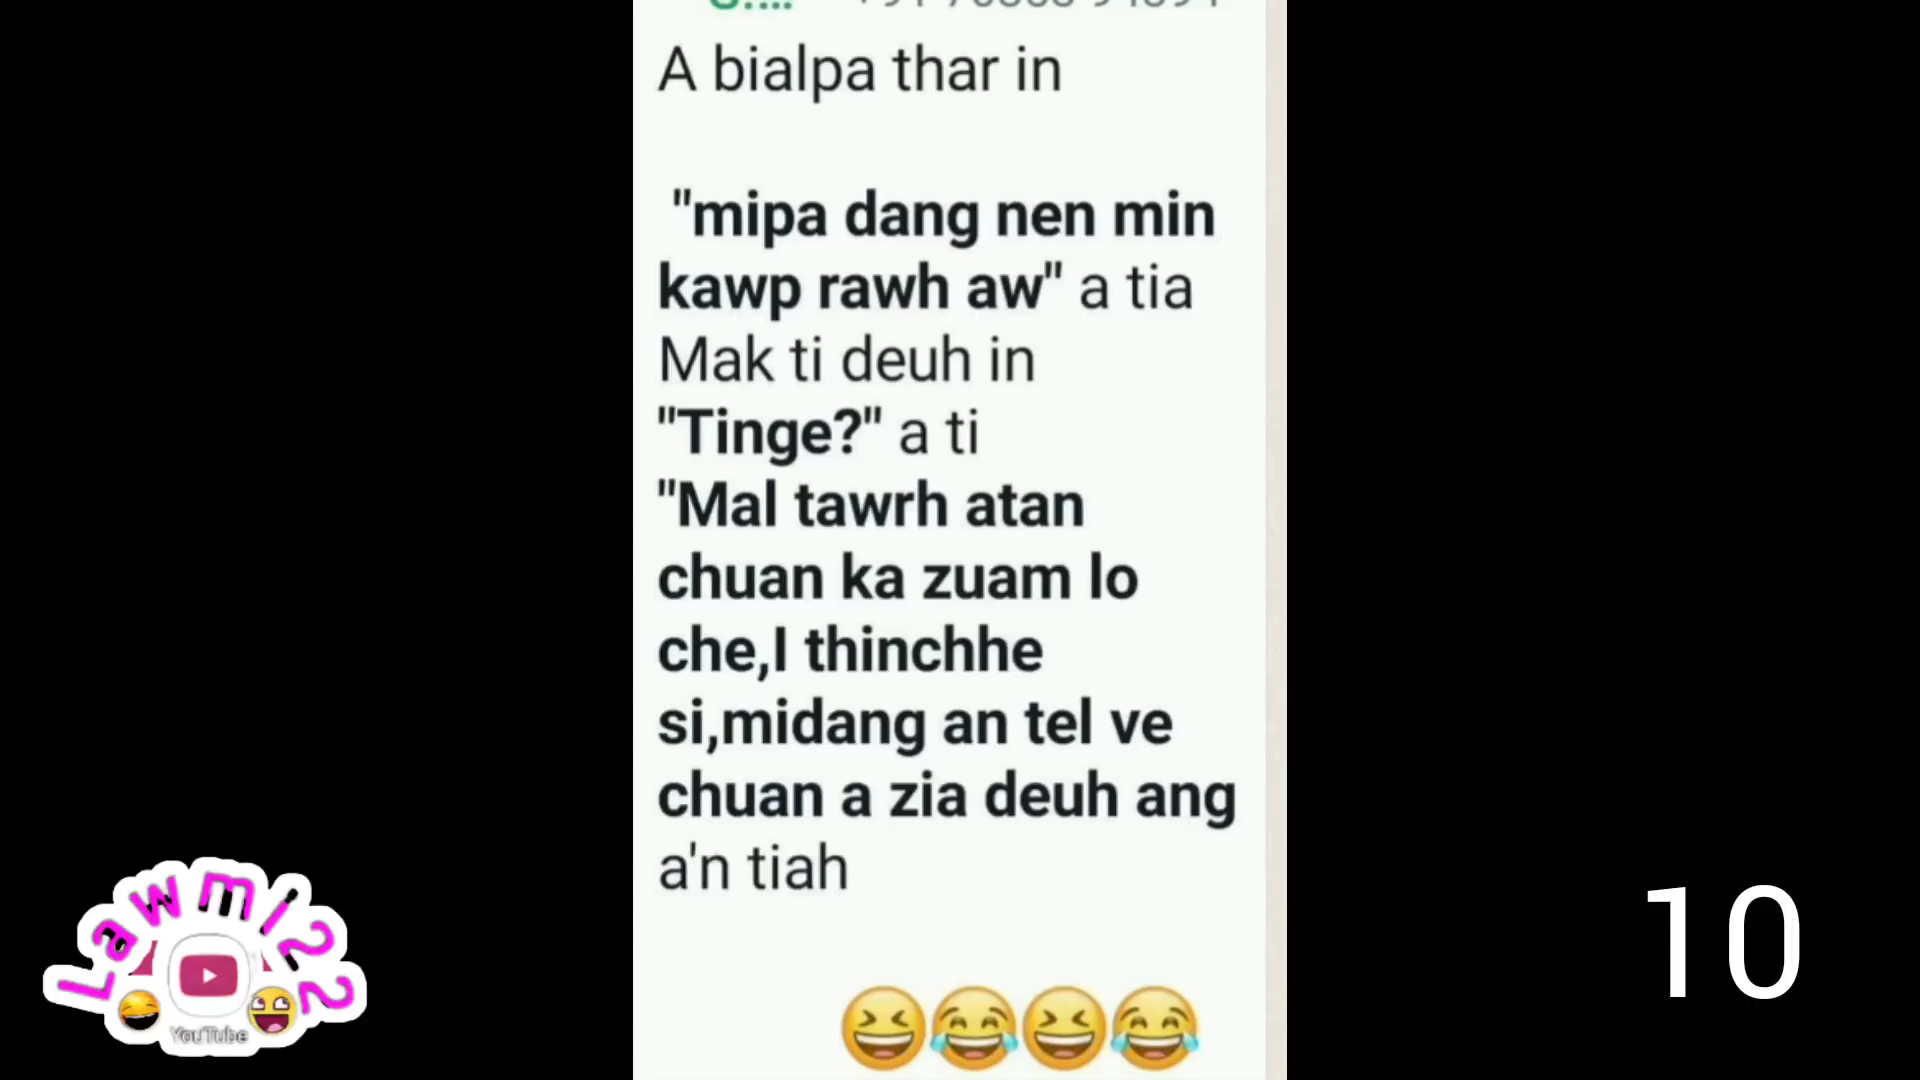 A bialpa thar in
"mipa dang nen min
kawp rawh aw" a tia
Mak ti deuh in
"Tinge?" a ti
"Mal tawrh atan
chuan ka zuam lo
che,I thinchhe
si,midang an tel ve
chuan a zia deuh ang
a'n tiah
Lawmi22
YouTube
10